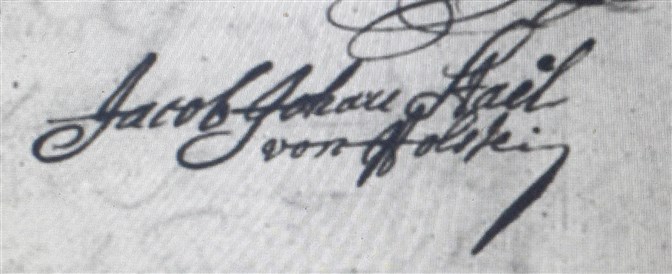 Jacob Johan Staël
von Holstein